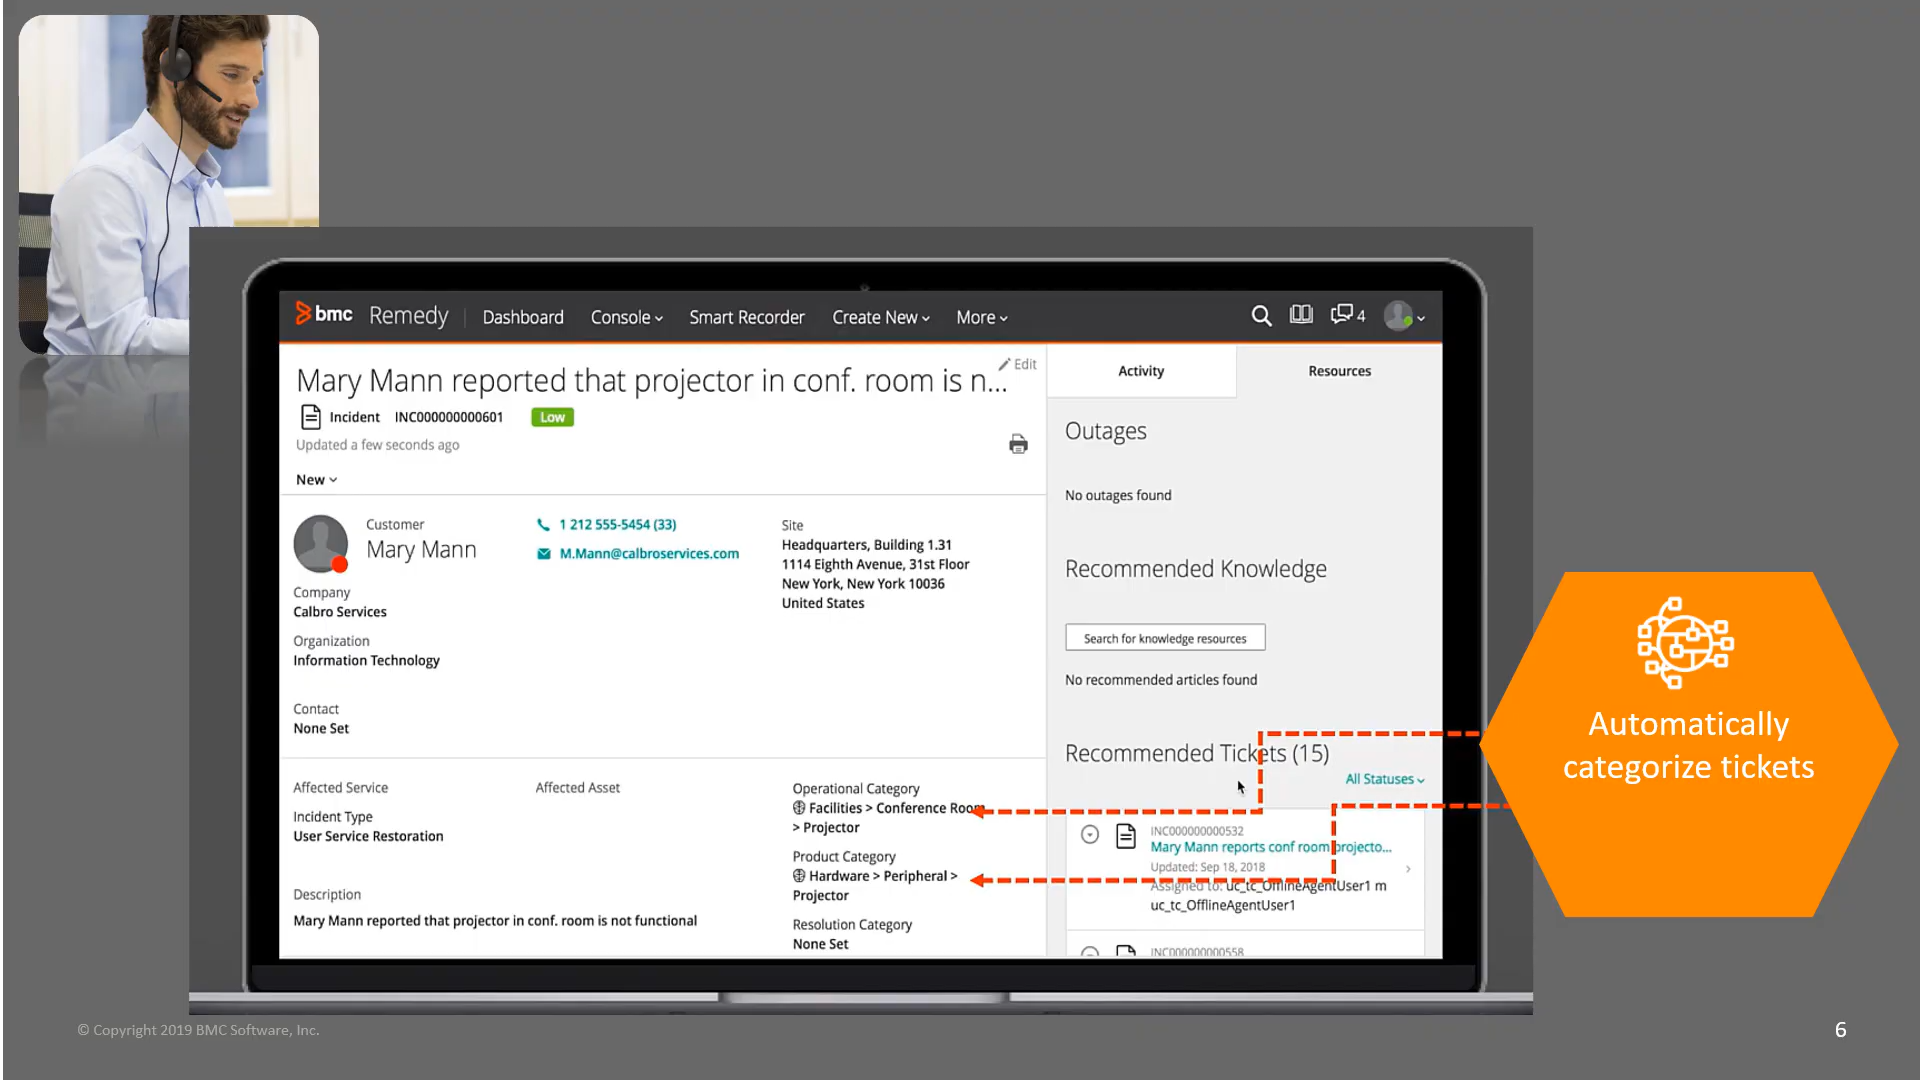 bmc Remedy Dashboard Console Smart Recorder Create New More 4
Edit
Mary Mann reported that projector in conf. room is n...
Incident INC000000000601 Low
Updated a few seconds ago
New
Customer
Mary Mann
1 212 555-5454 (33)
M.Mann@calbroservices.com
Site
Headquarters, Building 1.31
1114 Eighth Avenue, 31st Floor
New York, New York 10036
United States
Company
Calbro Services
Organization
Information Technology
Contact
None Set
Affected Service
Affected Asset
Incident Type
User Service Restoration
Description
Mary Mann reported that projector in conf. room is not functional
Operational Category
Facilities > Conference Room
> Projector
Product Category
Hardware > Peripheral >
Projector
Resolution Category
None Set
Activity
Resources
Outages
No outages found
Recommended Knowledge
Search for knowledge resources
No recommended articles found
Recommended Tickets (15)
All Statuses
INC000000000532
Mary Mann reports conf room projecto...
Updated: Sep 18, 2018
Assigned to: uc_tc_OfflineAgentUser1 m
uc_tc_OfflineAgentUser1
INC000000000558
Automatically
categorize tickets
© Copyright 2019 BMC Software, Inc.
6